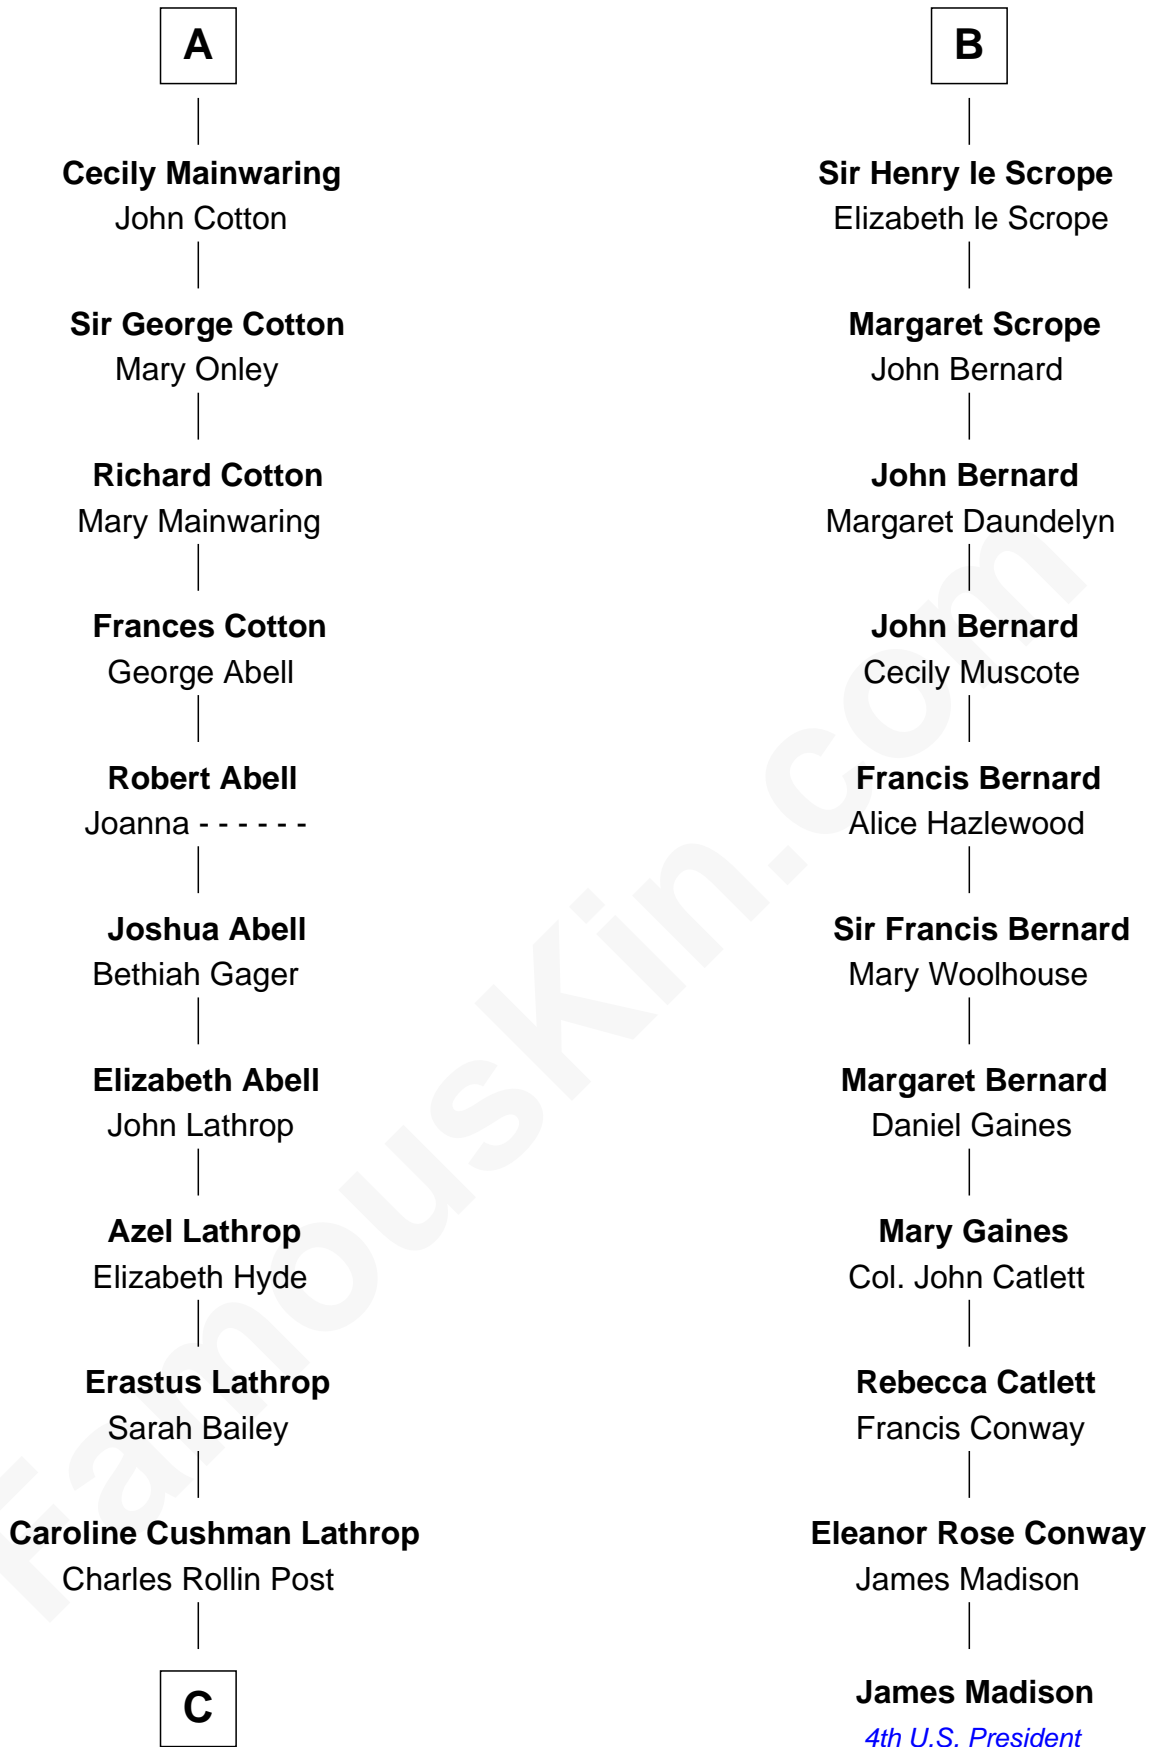 A
Cecily Mainwaring
John Cotton
Sir George Cotton
Mary Onley
Richard Cotton
Mary Mainwaring
Frances Cotton
George Abell
Robert Abell
Joanna - - - - - -
Joshua Abell
Bethiah Gager
Elizabeth Abell
John Lathrop
Azel Lathrop
Elizabeth Hyde
Erastus Lathrop
Sarah Bailey
Caroline Cushman Lathrop
Charles Rollin Post
C
B
Sir Henry le Scrope
Elizabeth le Scrope
Margaret Scrope
John Bernard
John Bernard
Margaret Daundelyn
John Bernard
Cecily Muscote
Francis Bernard
Alice Hazlewood
Sir Francis Bernard
Mary Woolhouse
Margaret Bernard
Daniel Gaines
Mary Gaines
Col. John Catlett
Rebecca Catlett
Francis Conway
Eleanor Rose Conway
James Madison
James Madison
4th U.S. President
FamousKin.com